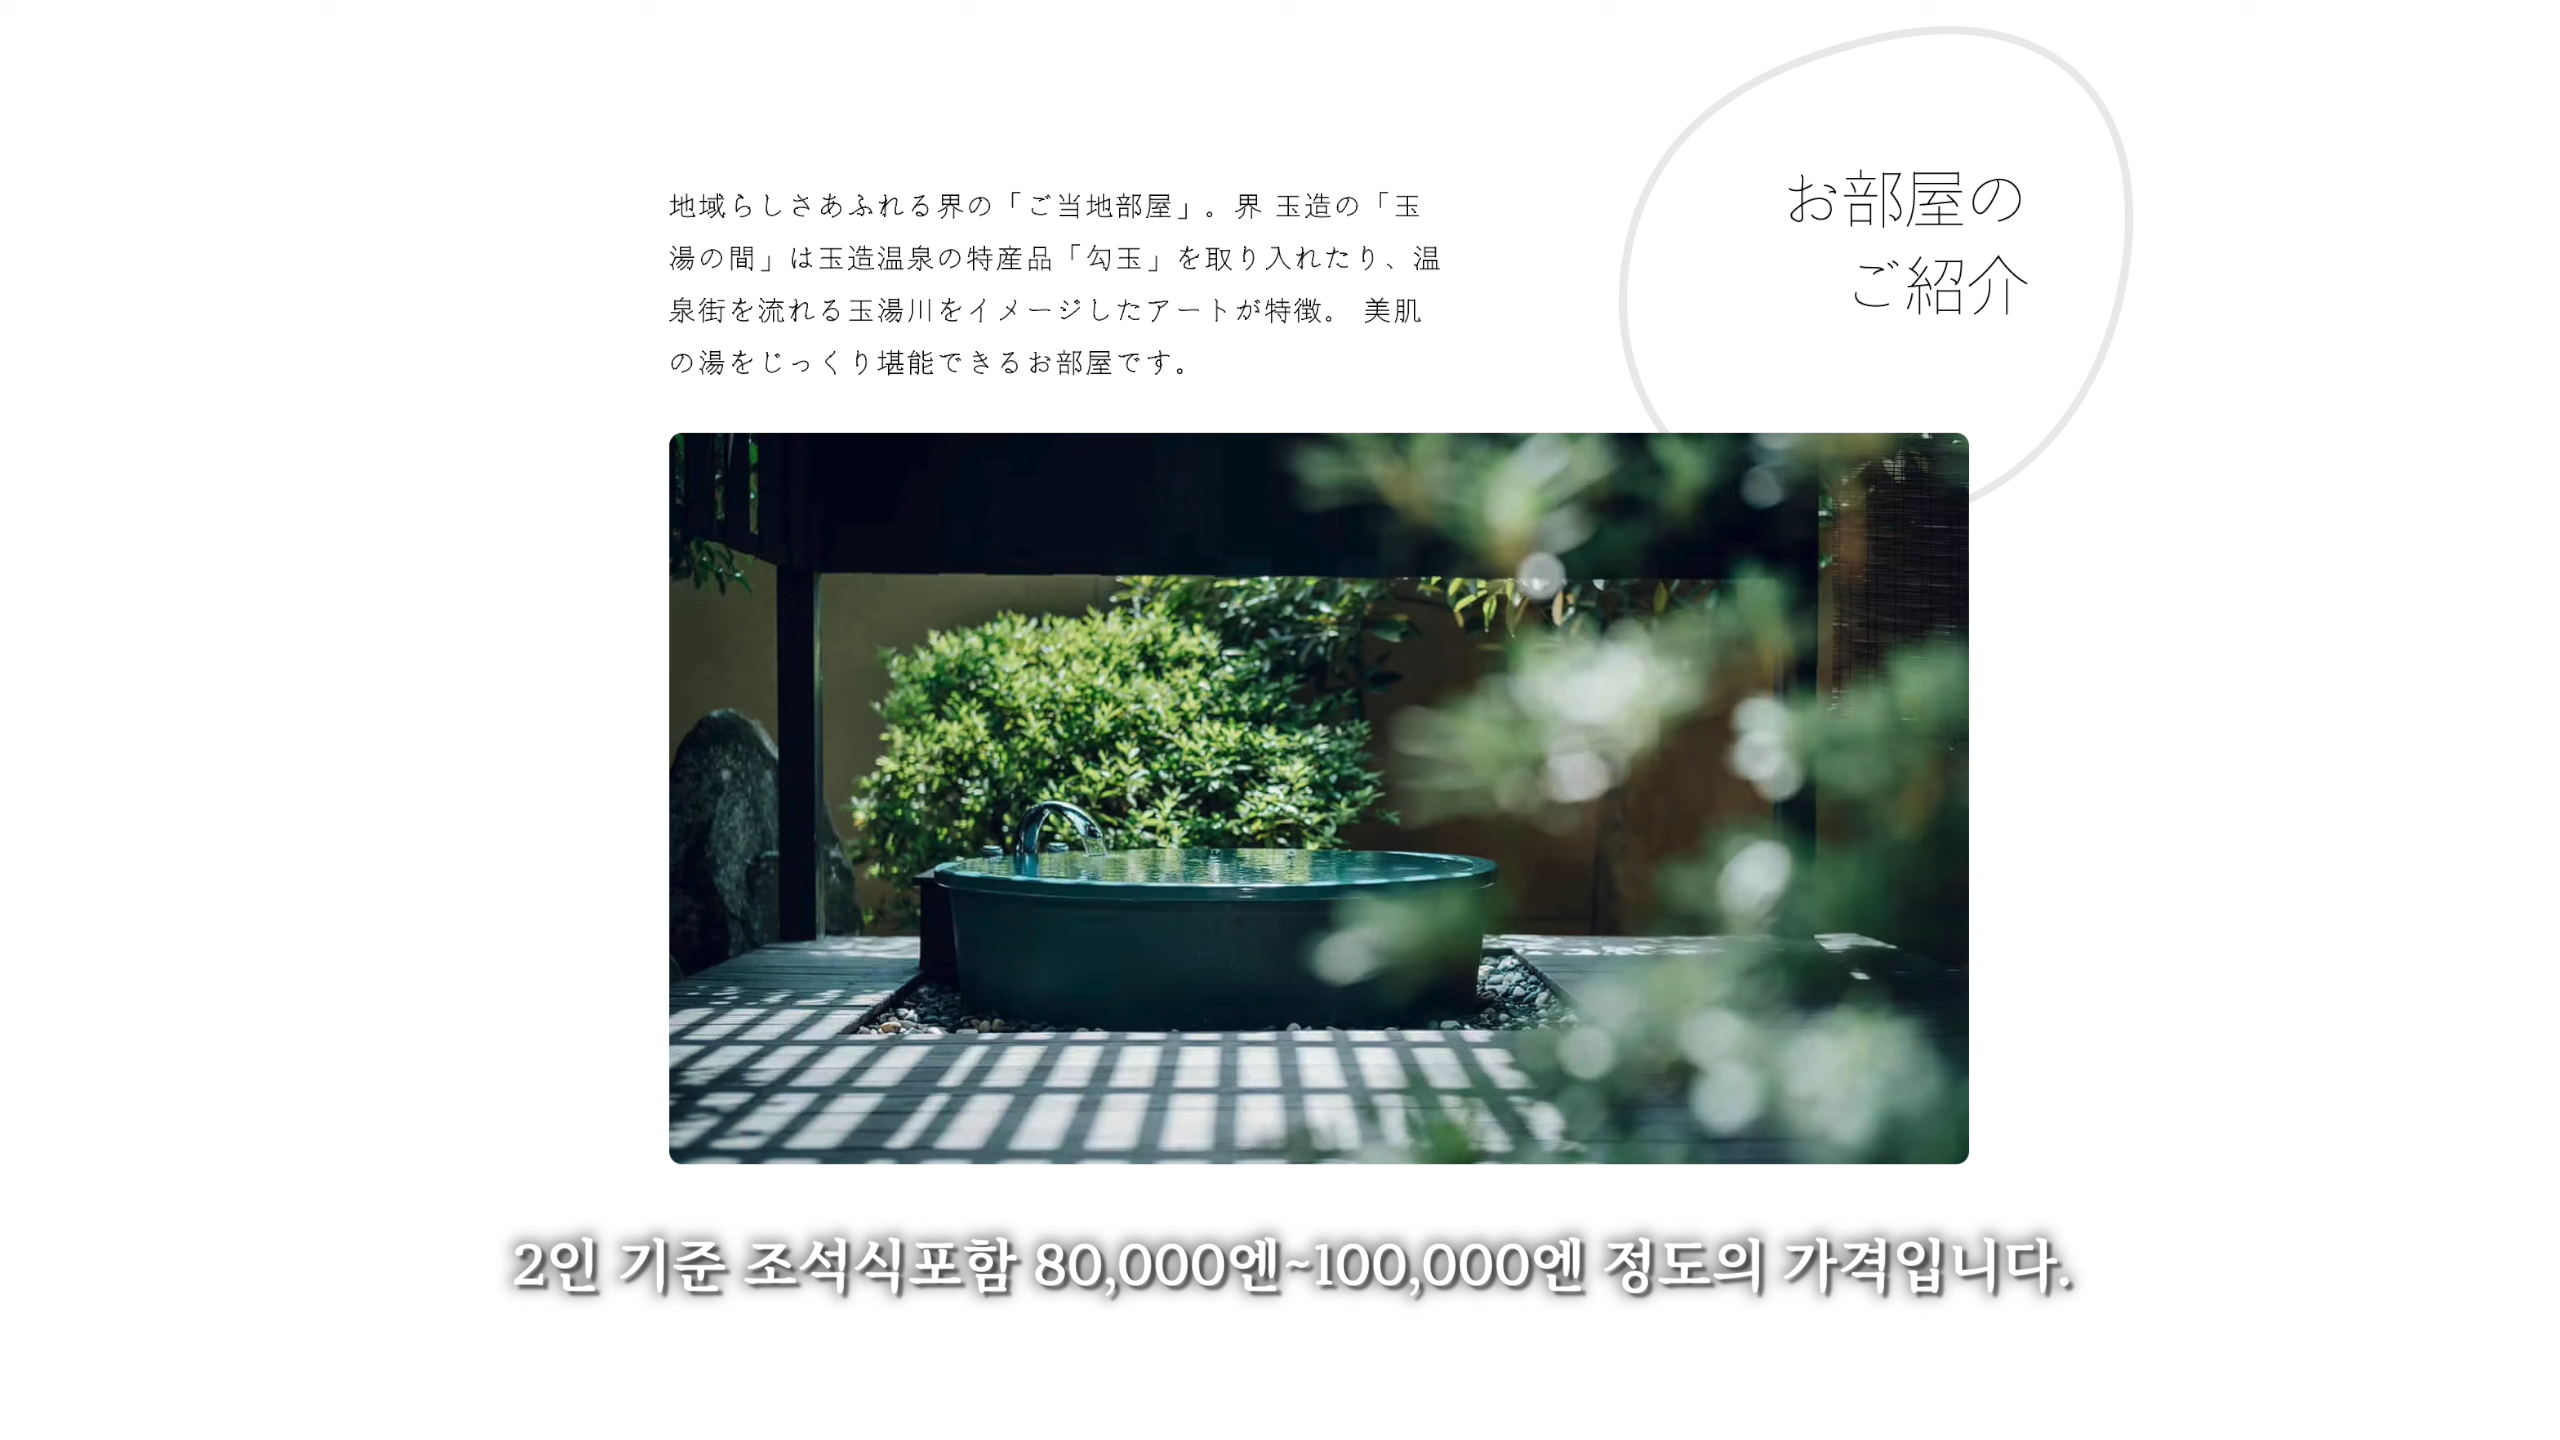 お部屋の
ご紹介
地域らしさあふれる界の「ご当地部屋」。界 玉造の「玉
湯の間」は玉造温泉の特産品「勾玉」を取り入れたり、温
泉街を流れる玉湯川をイメージしたアートが特徴。 美肌
の湯をじっくり堪能できるお部屋です。
2인 기준 조석식포함 80,000엔~100,000엔 정도의 가격입니다.